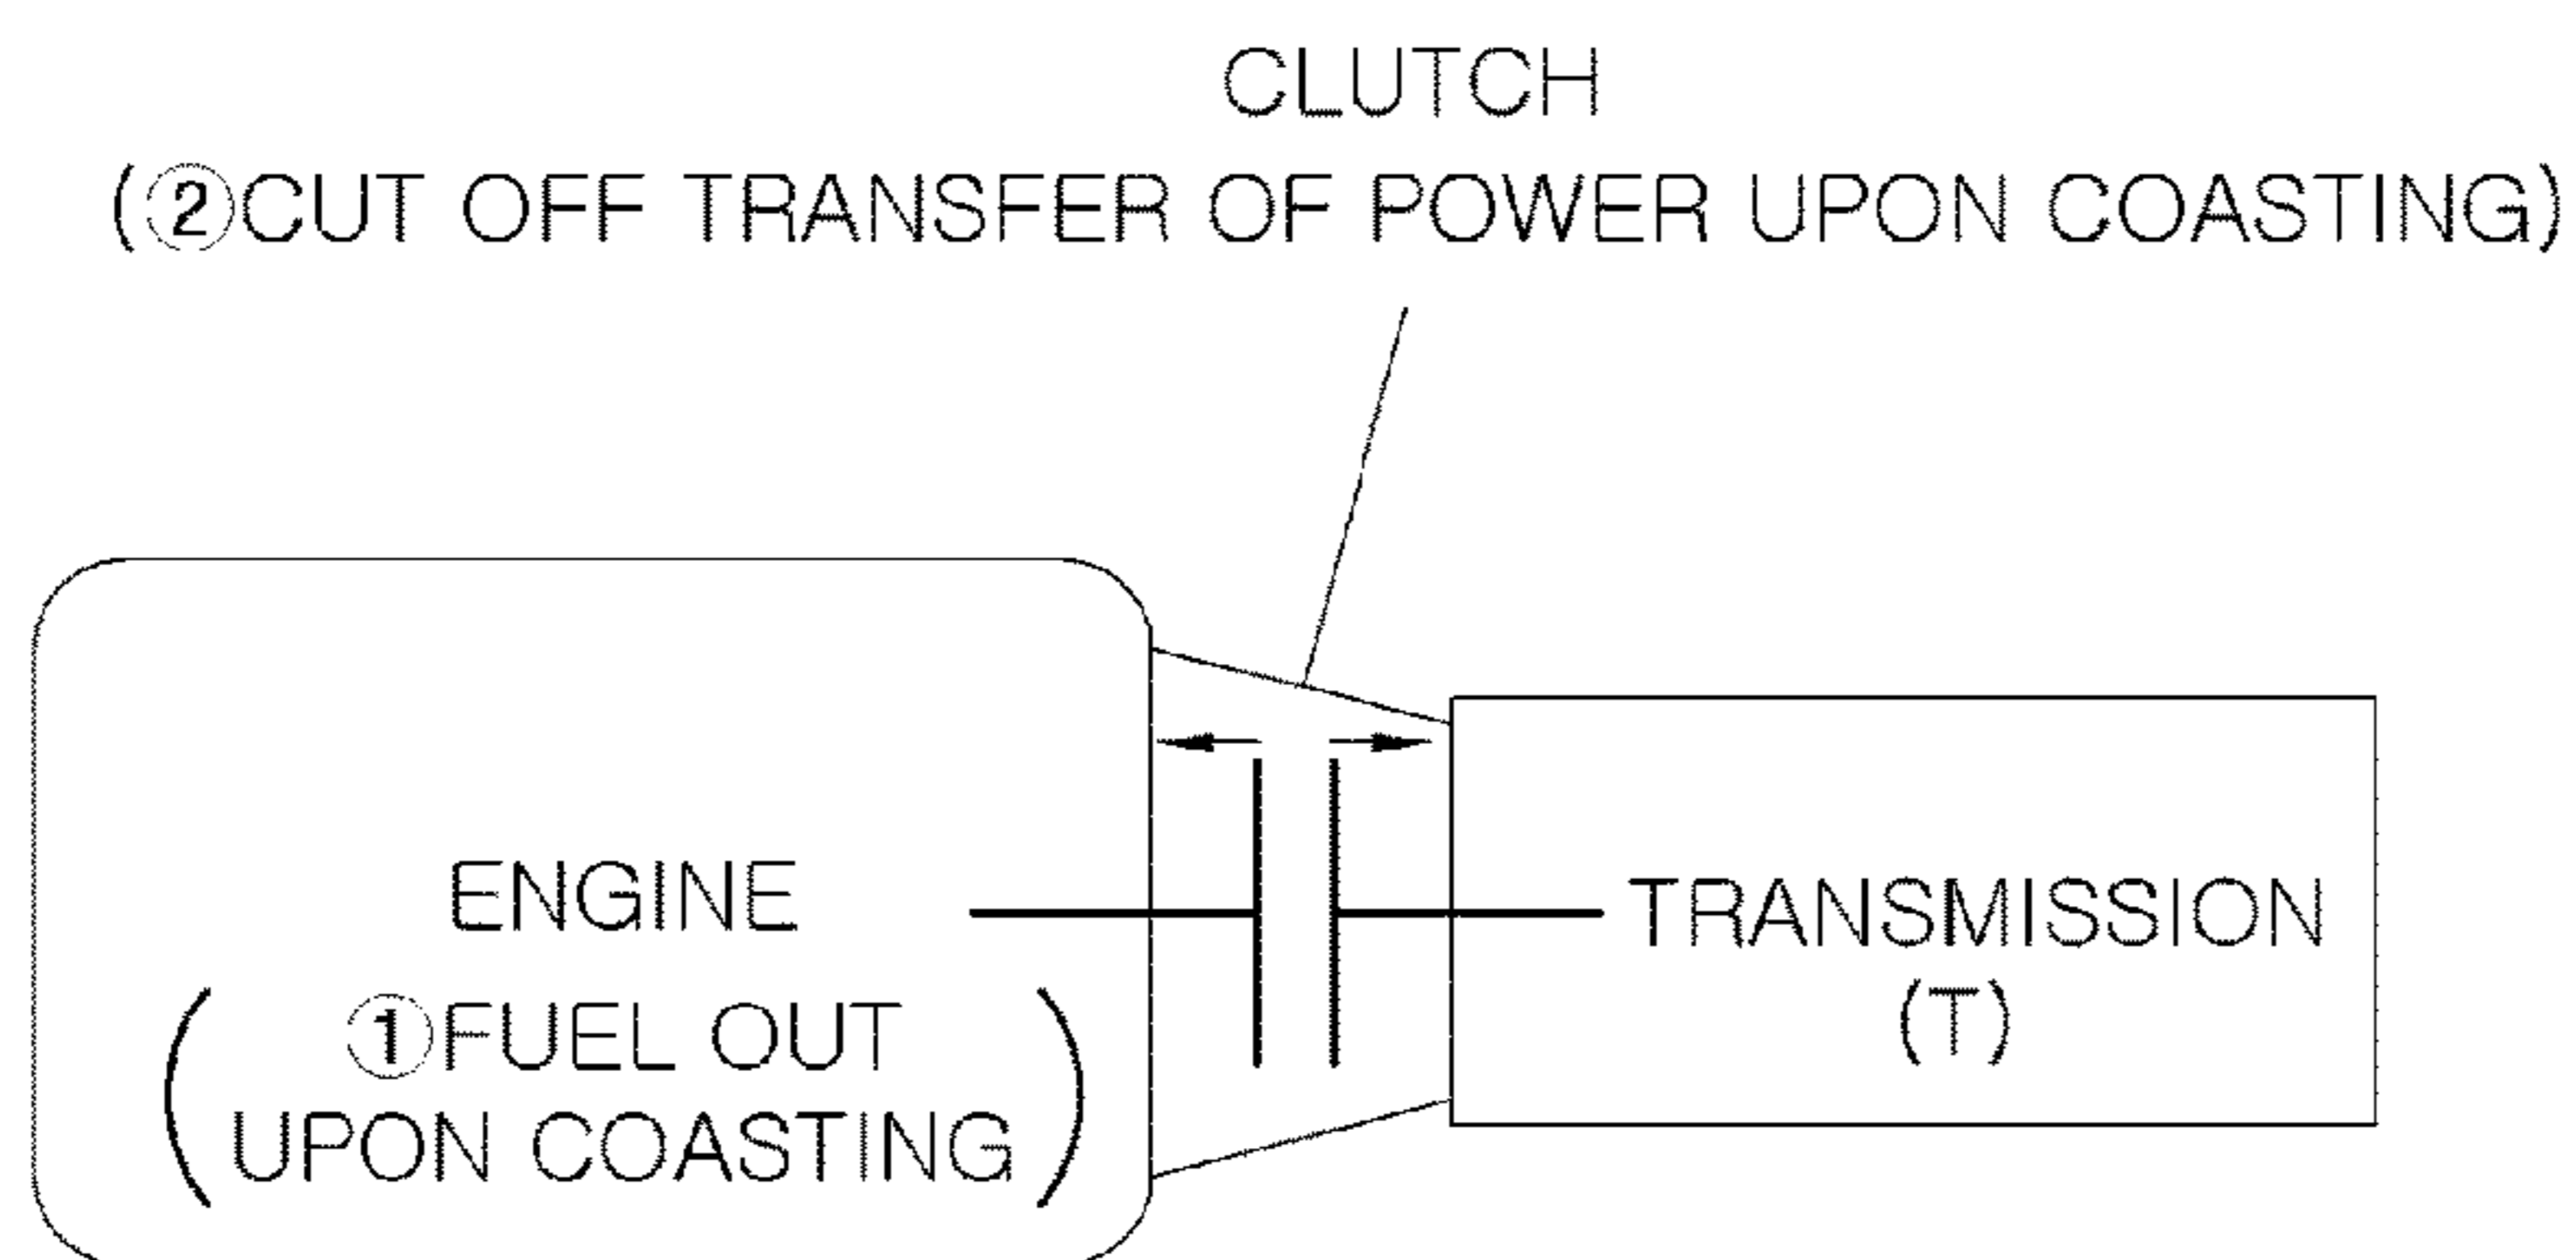 CLUTCH
(②CUT OFF TRANSFER OF POWER UPON COASTING)
ENGINE
(①FUEL OUT
UPON COASTING)
TRANSMISSION
(T)